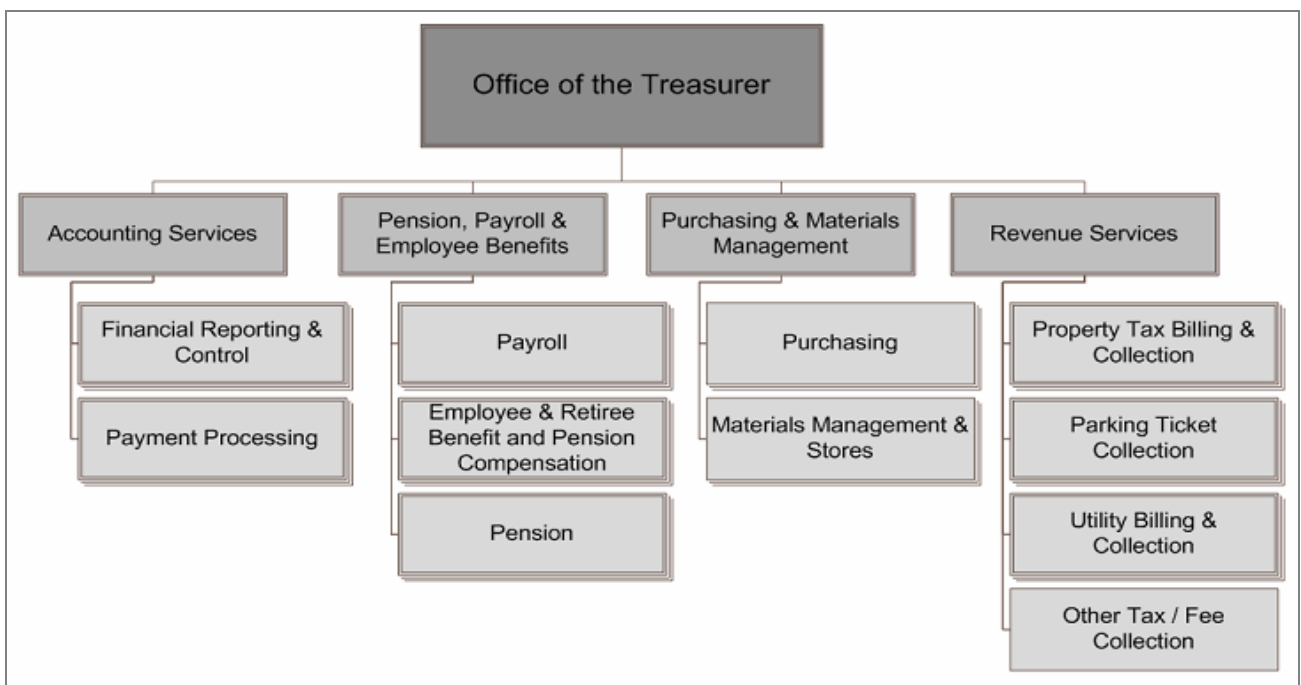 Office of the Treasurer
Accounting Services
Pension, Payroll &
Employee Benefits
Purchasing & Materials
Management
Revenue Services
Financial Reporting &
Control
Payment Processing
Payroll
Employee & Retiree
Benefit and Pension
Compensation
Pension
Purchasing
Materials Management &
Stores
Property Tax Billing &
Collection
Parking Ticket
Collection
Utility Billing &
Collection
Other Tax / Fee
Collection